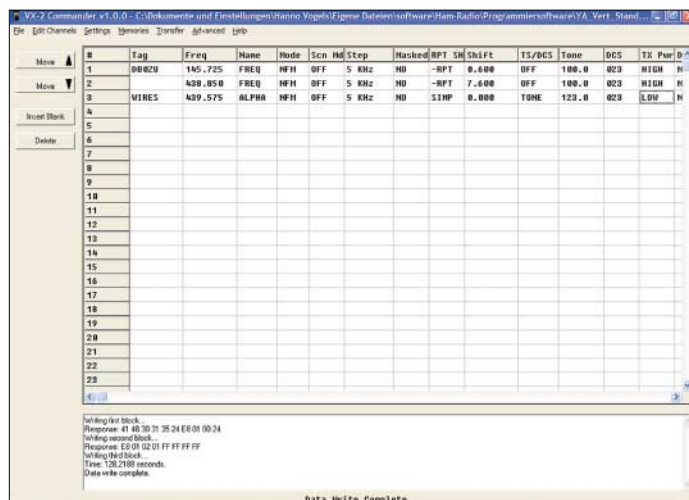 VX-2 Commander v1.0.0 - C:\Dokumente und Einstellungen\Hanno Vogels\Eigene Dateien\software\Ham-Radio\Programmiersoftware\YA_Vert_Stand...
File Edit Channels Settings Memories Transfer Advanced Help
Move
Move
Insert Blank
Delete
# Tag Freq Name Mode Scn Md Step Masked RPT SH Shift TS/DCS Tone DCS TX Pwr D
1 DB0ZU 145.725 FREQ NFM OFF 5 KHz NO -RPT 0.600 OFF 100.0 023 HIGH N
2 438.850 FREQ NFM OFF 5 KHz NO -RPT 7.600 OFF 100.0 023 HIGH N
3 WIRES 439.575 ALPHA NFM OFF 5 KHz NO SIMP 0.000 TONE 123.0 023 LOW N
4
5
6
7
8
9
10
11
12
13
14
15
16
17
18
19
20
21
22
23
Writing first block...
Response: 41 48 30 31 35 24 E8 01 00 24
Writing second block...
Response: E8 01 02 01 FF FF FF FF
Writing third block...
Time: 128,2188 seconds.
Data write complete.
Data Write Complete